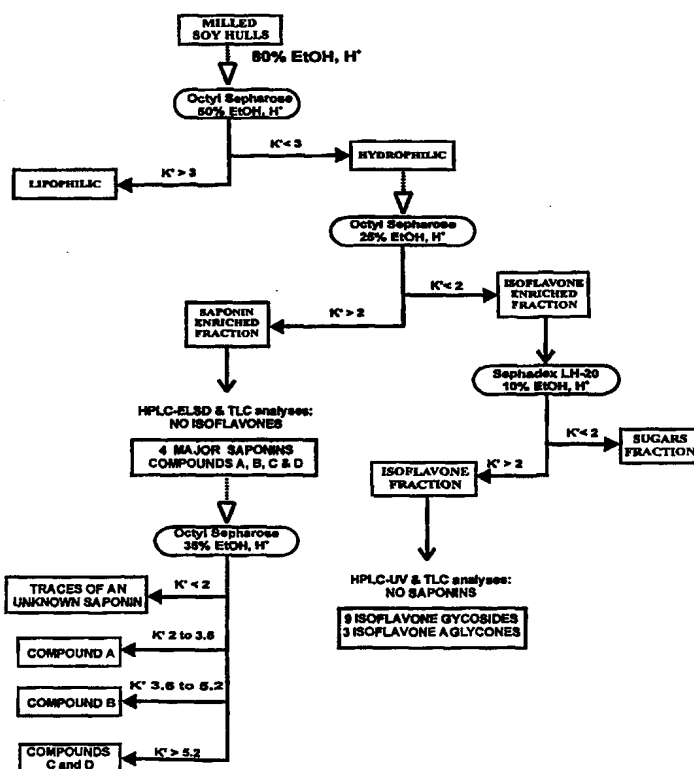 MILLED
SOY HULLS
80% EtOH, H⁺
Octyl Sepharose
50% EtOH, H⁺
K' < 3
K' > 3
HYDROPHILIC
LIPOPHILIC
Octyl Sepharose
25% EtOH, H⁺
K' < 2
ISOFLAVONE
ENRICHED
FRACTION
K' > 2
SAPONIN
ENRICHED
FRACTION
Sephadex LH-20
10% EtOH, H⁺
HPLC-ELSD & TLC analyses:
NO ISOFLAVONES
K' < 2
SUGARS
FRACTION
4 MAJOR SAPONINS
COMPOUNDS A, B, C & D
K' > 2
ISOFLAVONE
FRACTION
Octyl Sepharose
35% EtOH, H⁺
HPLC-UV & TLC analyses:
NO SAPONINS
K' < 2
TRACES OF AN
UNKNOWN SAPONIN
9 ISOFLAVONE GYCOSIDES
3 ISOFLAVONE AGLYCONES
K' 2 to 3.6
COMPOUND A
K' 3.6 to 5.2
COMPOUND B
K' > 5.2
COMPOUNDS
C and D